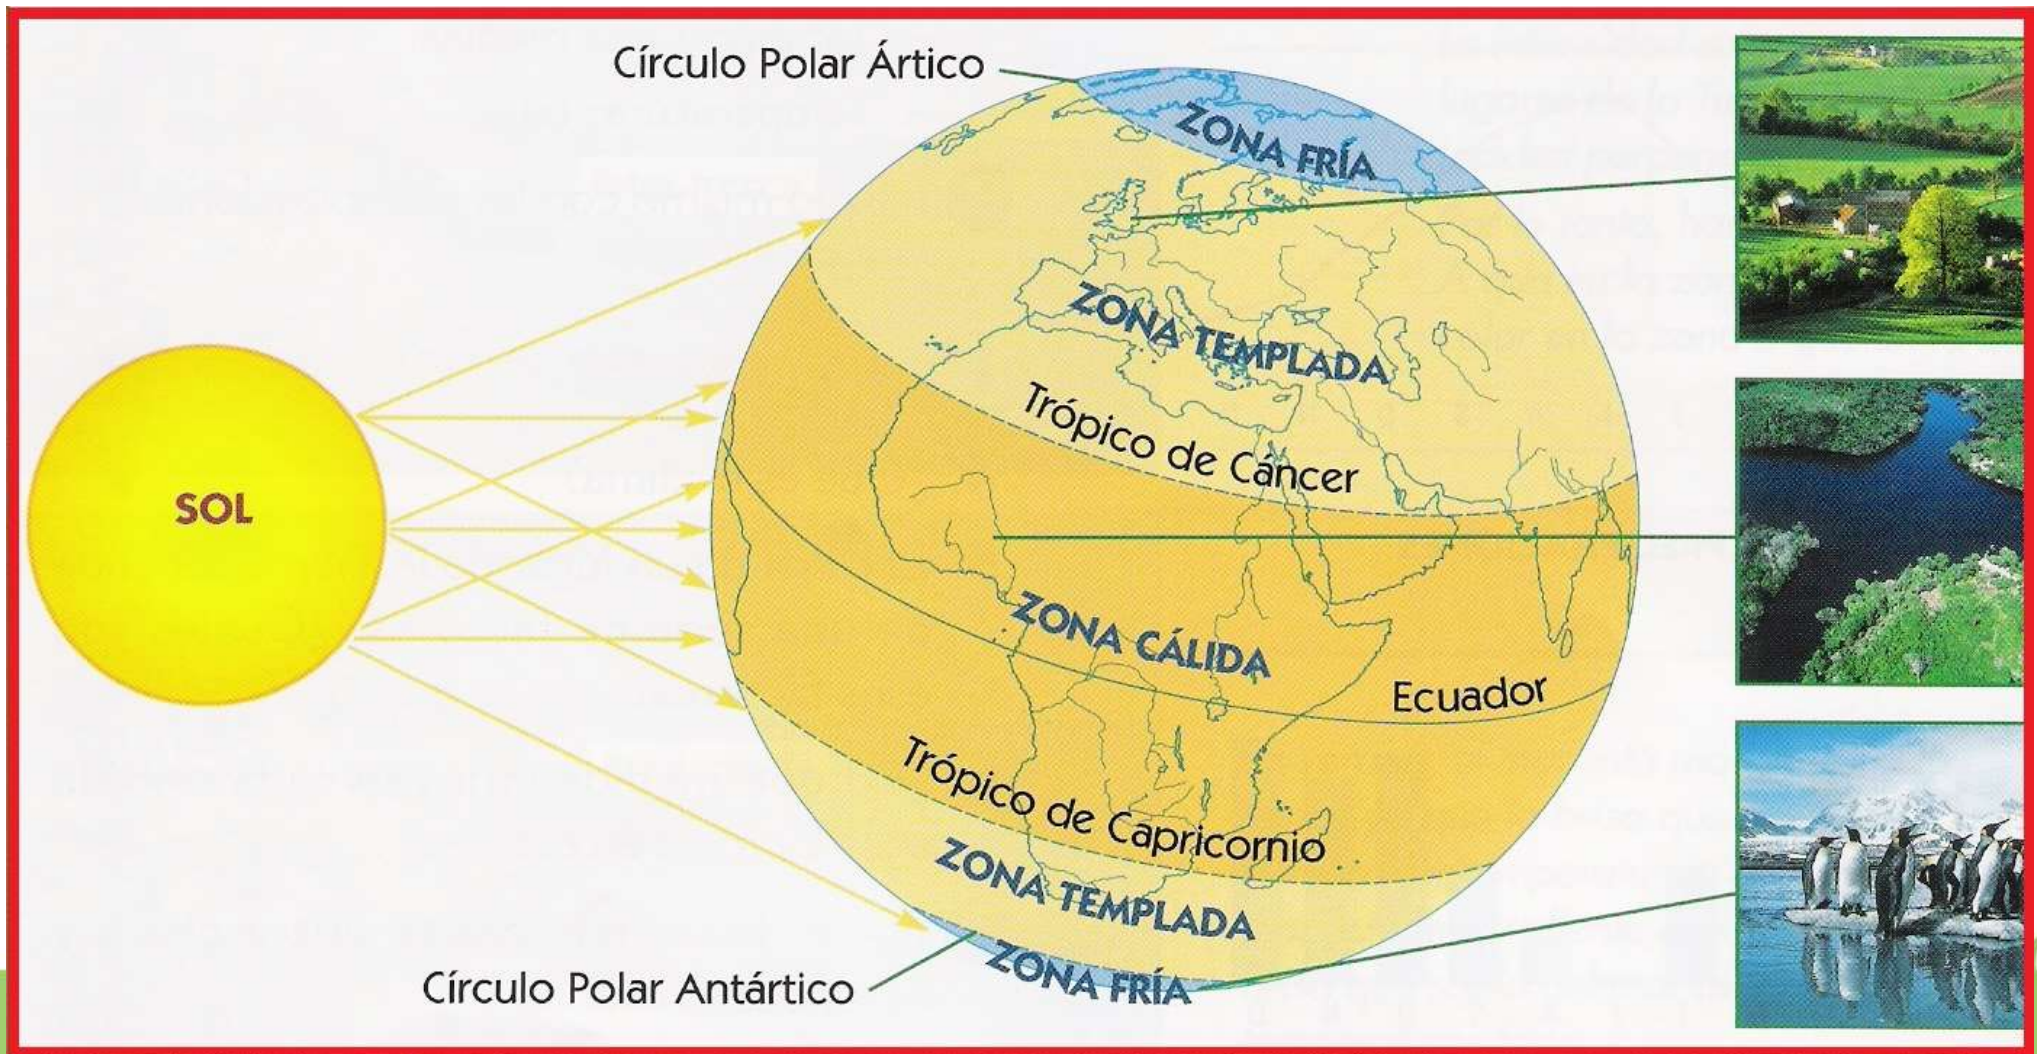 Círculo Polar Ártico
ZONA FRÍA
ZONA TEMPLADA
Trópico de Cáncer
SOL
ZONA CÁLIDA
Ecuador
Trópico de Capricornio
ZONA TEMPLADA
ZONA FRÍA
Círculo Polar Antártico